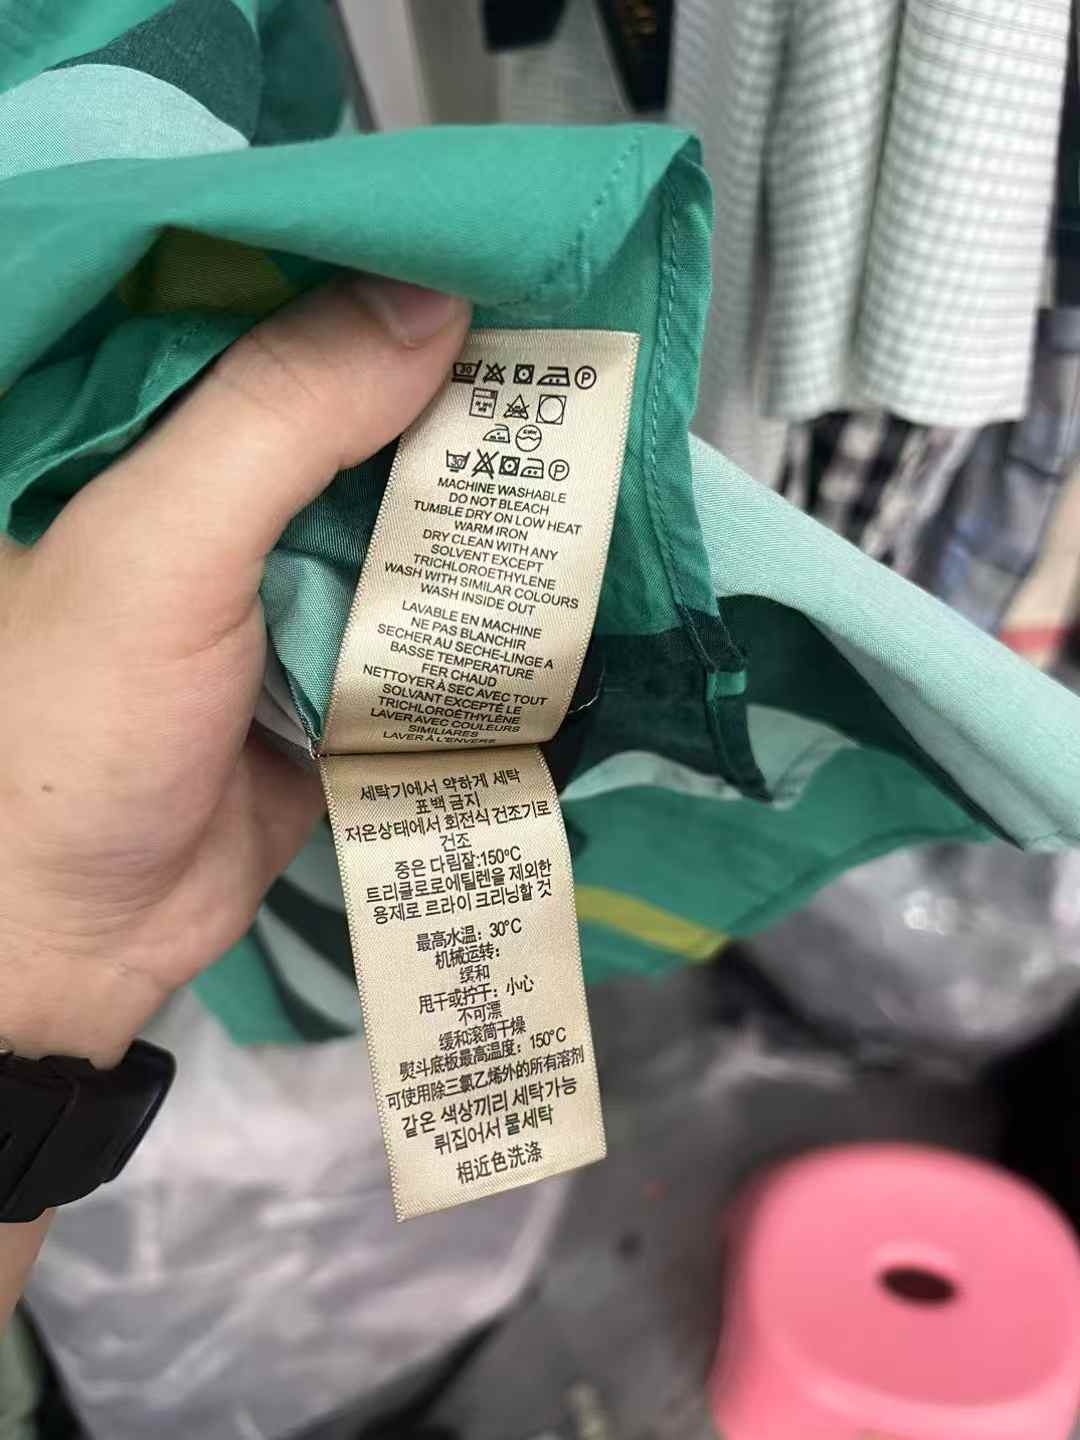 30
P
30
P
MACHINE WASHABLE
DO NOT BLEACH
TUMBLE DRY ON LOW HEAT
WARM IRON
DRY CLEAN WITH ANY
SOLVENT EXCEPT
TRICHLOROETHYLENE
WASH WITH SIMILAR COLOURS
WASH INSIDE OUT
LAVABLE EN MACHINE
NE PAS BLANCHIR
SECHER AU SECHE-LINGE A
BASSE TEMPERATURE
FER CHAUD
NETTOYER À SEC AVEC TOUT
SOLVANT EXCEPTÉ LE
TRICHLOROÉTHYLÈNE
LAVER AVEC COULEURS
SIMILIARES
LAVER À L'ENVERS
세탁기에서 약하게 세탁
표백 금지
저온상태에서 회전식 건조기로
건조
중은 다림잘:150°C
트리클로로에틸렌을 제외한
용제로 르라이 크리닝할 것
最高水温：30°C
机械运转：
缓和
甩干或拧干：小心
不可漂
缓和滚筒干燥
熨斗底板最高温度：150°C
可使用除三氯乙烯外的所有溶剂
같은 색상끼리 세탁가능
뤼집어서 물세탁
相近色洗涤